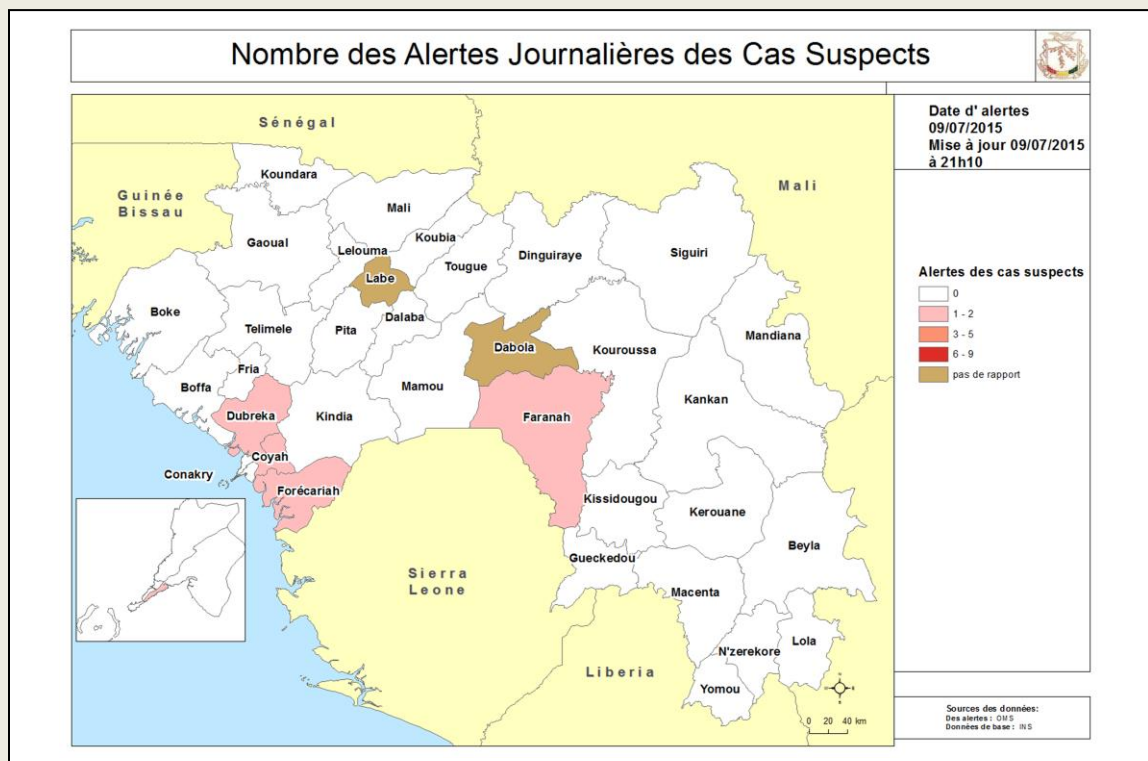 Nombre des Alertes Journalières des Cas Suspects
Date d' alertes
09/07/2015
Mise à jour 09/07/2015
à 21h10
Sénégal
Guinée
Bissau
Mali
Koundara
Mali
Gaoual
Koubia
Lelouma
Tougue
Dinguiraye
Siguiri
Labe
Boke
Telimele
Pita
Dalaba
Dabola
Kouroussa
Mandiana
Fria
Boffa
Mamou
Kankan
Dubreka
Kindia
Faranah
Coyah
Conakry
Forécariah
Kissidougou
Kerouane
Beyla
Gueckedou
Sierra
Leone
Macenta
N'zerekore
Lola
Liberia
Yomou
0 20 40 km
Alertes des cas suspects
0
1 - 2
3 - 5
6 - 9
pas de rapport
Sources des données:
Des alertes : OMS
Données de base : INS